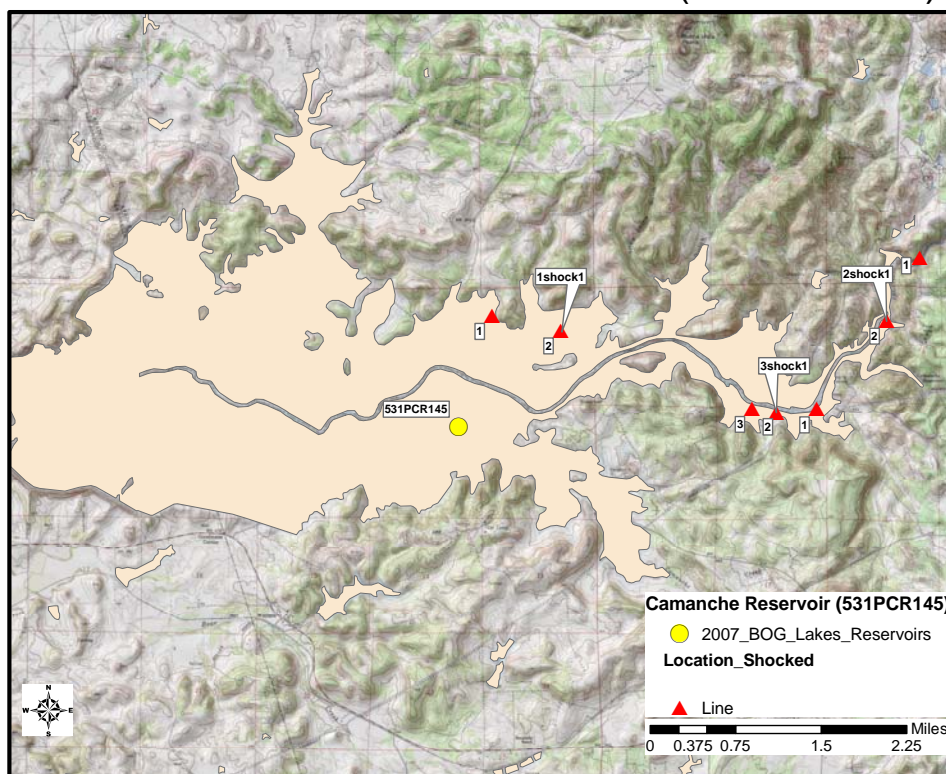 1
2shock1
1shock1
1
2
2
531PCR145
3shock1
3
2
1
Camanche Reservoir (531PCR145)
2007_BOG_Lakes_Reservoirs
Location_Shocked
Line
N
W E
S
Miles
0 0.375 0.75 1.5 2.25